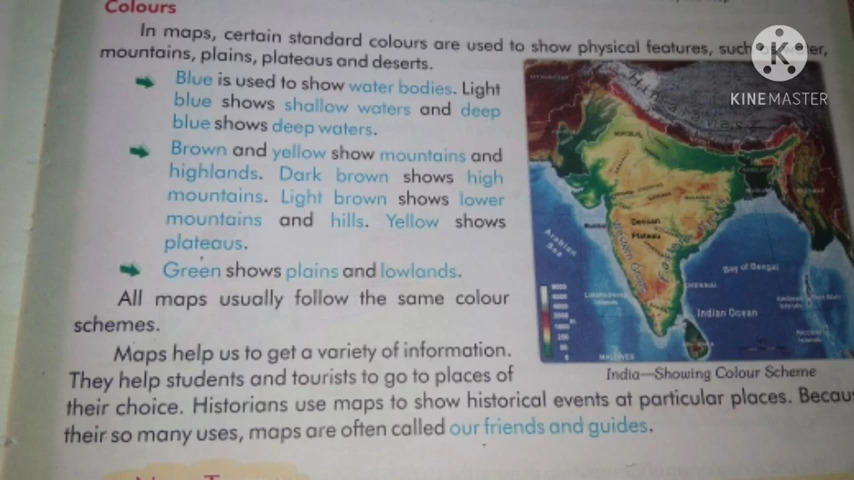 Colours
In maps, certain standard colours are used to show physical features, such
mountains, plains, plateaus and deserts.
Blue is used to show water bodies. Light
blue shows shallow waters and deep
blue shows deep waters.
Brown and yellow show mountains and
highlands. Dark brown shows high
mountains. Light brown shows lower
mountains and hills. Yellow shows
plateaus.
Green shows plains and lowlands.
All maps usually follow the same colour
schemes.
Maps help us to get a variety of information.
They help students and tourists to go to places of
their choice. Historians use maps to show historical events at particular places. Becau
their so many uses, maps are often called our friends and guides.
KINEMASTER
Himalayas
Deccan
Plateau
Western Ghats
Arabian
Sea
Bay of Bengal
Indian Ocean
MALDIVES
India—Showing Colour Scheme